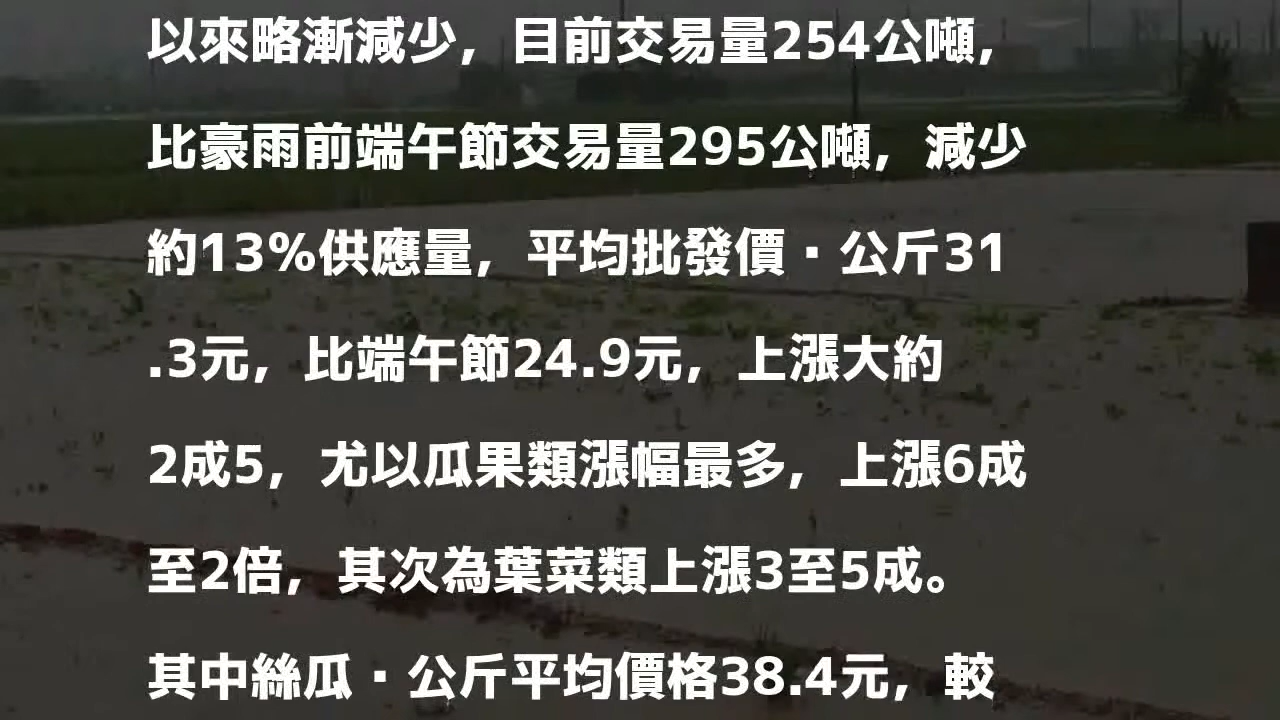 以來略漸減少，目前交易量254公噸，
比豪雨前端午節交易量295公噸，減少
約13%供應量，平均批發價·公斤31
.3元，比端午節24.9元，上漲大約
2成5，尤以瓜果類漲幅最多，上漲6成
至2倍，其次為葉菜類上漲3至5成。
其中絲瓜·公斤平均價格38.4元，較